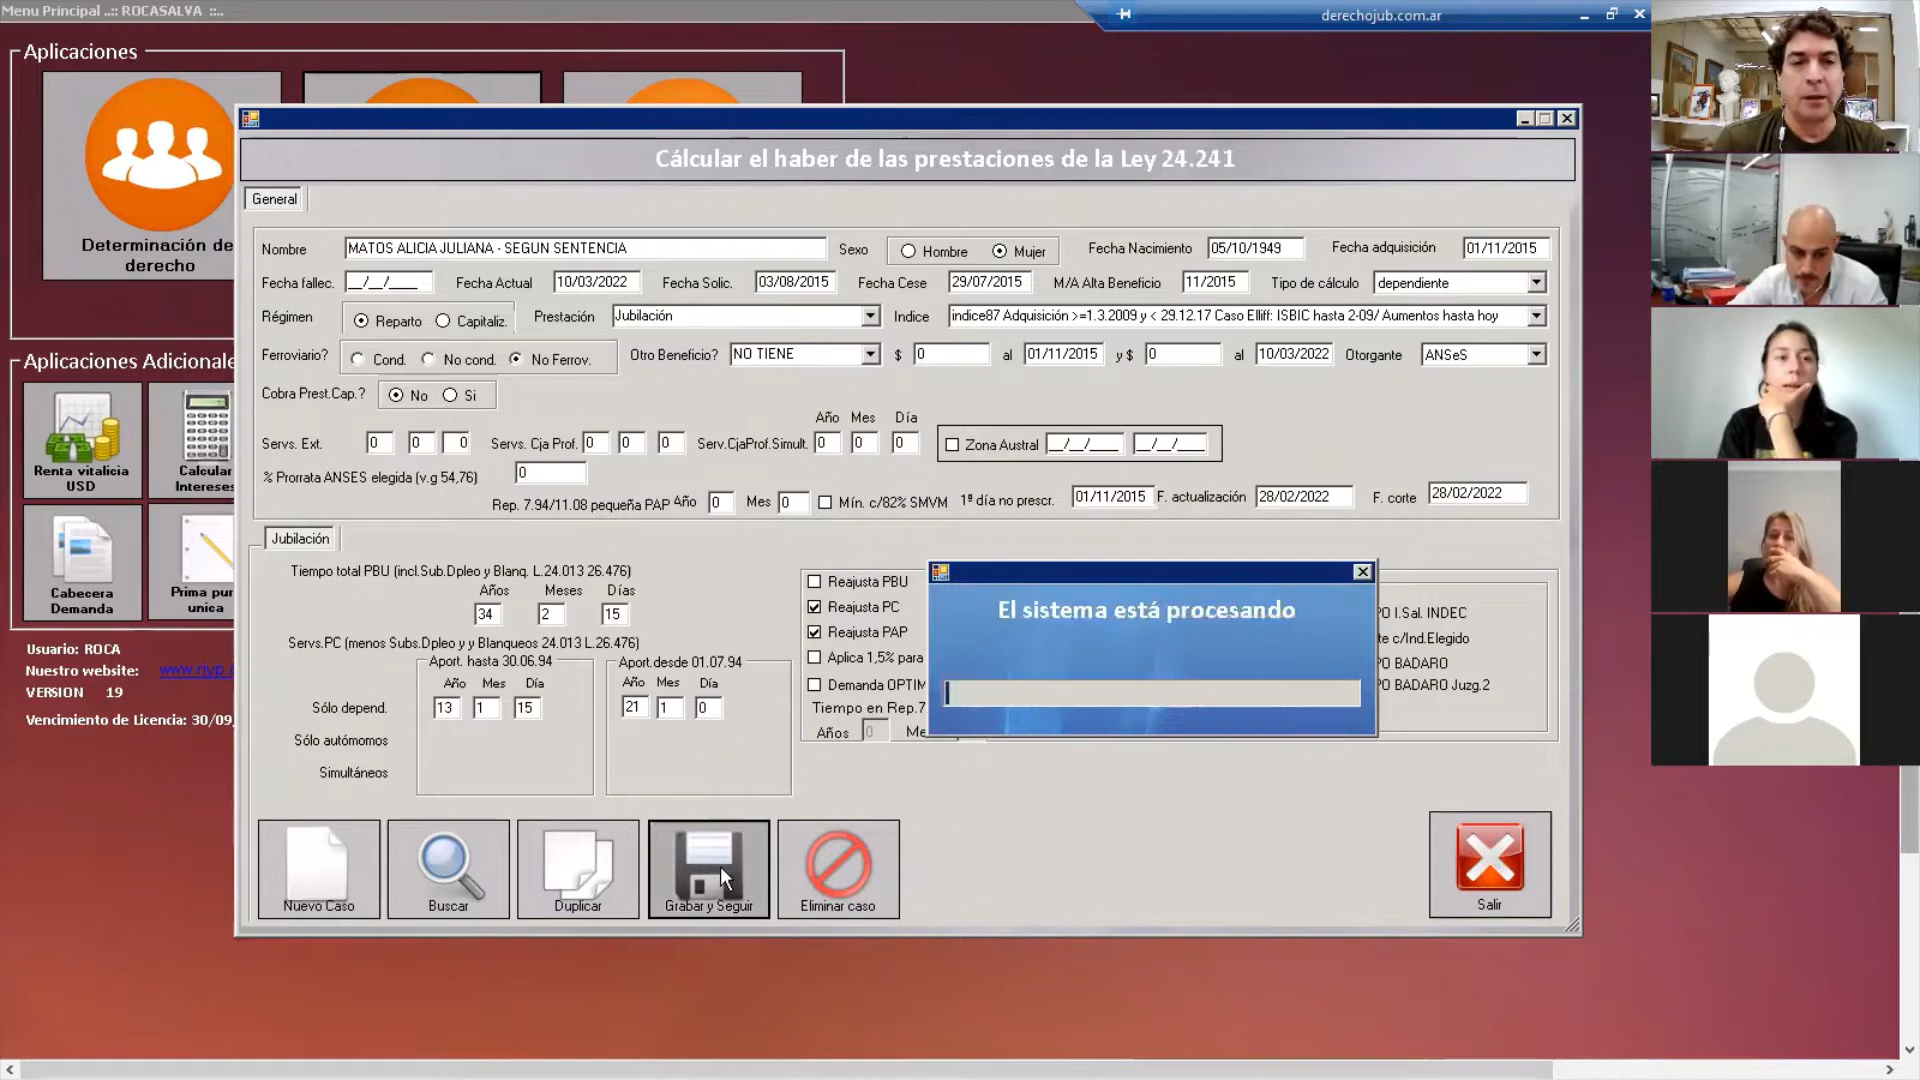 Menu Principal ..:: ROCASALVA ::..
derechojub.com.ar
Aplicaciones
Determinación de
derecho
Aplicaciones Adicionale
Renta vitalicia
USD
Calcular
Intereses
Cabecera
Demanda
Prima pur
unica
Usuario: ROCA
Nuestro website:
VERSION 19
Vencimiento de Licencia: 30/09
Cálcular el haber de las prestaciones de la Ley 24.241
General
Nombre MATOS ALICIA JULIANA - SEGUN SENTENCIA Sexo Hombre Mujer Fecha Nacimiento 05/10/1949 Fecha adquisición 01/11/2015
Fecha fallec. __/__/____ Fecha Actual 10/03/2022 Fecha Solic. 03/08/2015 Fecha Cese 29/07/2015 M/A Alta Beneficio 11/2015 Tipo de cálculo dependiente
Régimen Reparto Capitaliz. Prestación Jubilación Indice indice87 Adquisición >=1.3.2009 y < 29.12.17 Caso Elliff: ISBIC hasta 2-09/ Aumentos hasta hoy
Ferroviario? Cond. No cond. No Ferrov. Otro Beneficio? NO TIENE $ 0 al 01/11/2015 y $ 0 al 10/03/2022 Otorgante ANSeS
Cobra Prest.Cap.? No Si
Año Mes Día
Servs. Ext. 0 0 0 Servs. Cja Prof. 0 0 0 Serv.CjaProf.Simult. 0 0 0 Zona Austral __/__/____ __/__/____
% Prorrata ANSES elegida (v.g 54,76) 0
Rep. 7.94/11.08 pequeña PAP Año 0 Mes 0 Mín. c/82% SMVM 1º día no prescr. 01/11/2015 F. actualización 28/02/2022 F. corte 28/02/2022
Jubilación
Tiempo total PBU (incl.Sub.Dpleo y Blanq. L.24.013 26.476)
Años Meses Días
34 2 15
Servs.PC (menos Subs.Dpleo y y Blanqueos 24.013 L.26.476)
Aport. hasta 30.06.94 Aport.desde 01.07.94
Año Mes Día Año Mes Día
Sólo depend. 13 1 15 21 1 0
Sólo autómomos
Simultáneos
Reajusta PBU
Reajusta PC
Reajusta PAP
Aplica 1,5% para
Demanda OPTIM
Tiempo en Rep.7
Años 0 Me
El sistema está procesando
PO I.Sal. INDEC
te c/Ind.Elegido
PO BADARO
PO BADARO Juzg.2
Nuevo Caso
Buscar
Duplicar
Grabar y Seguir
Eliminar caso
Salir